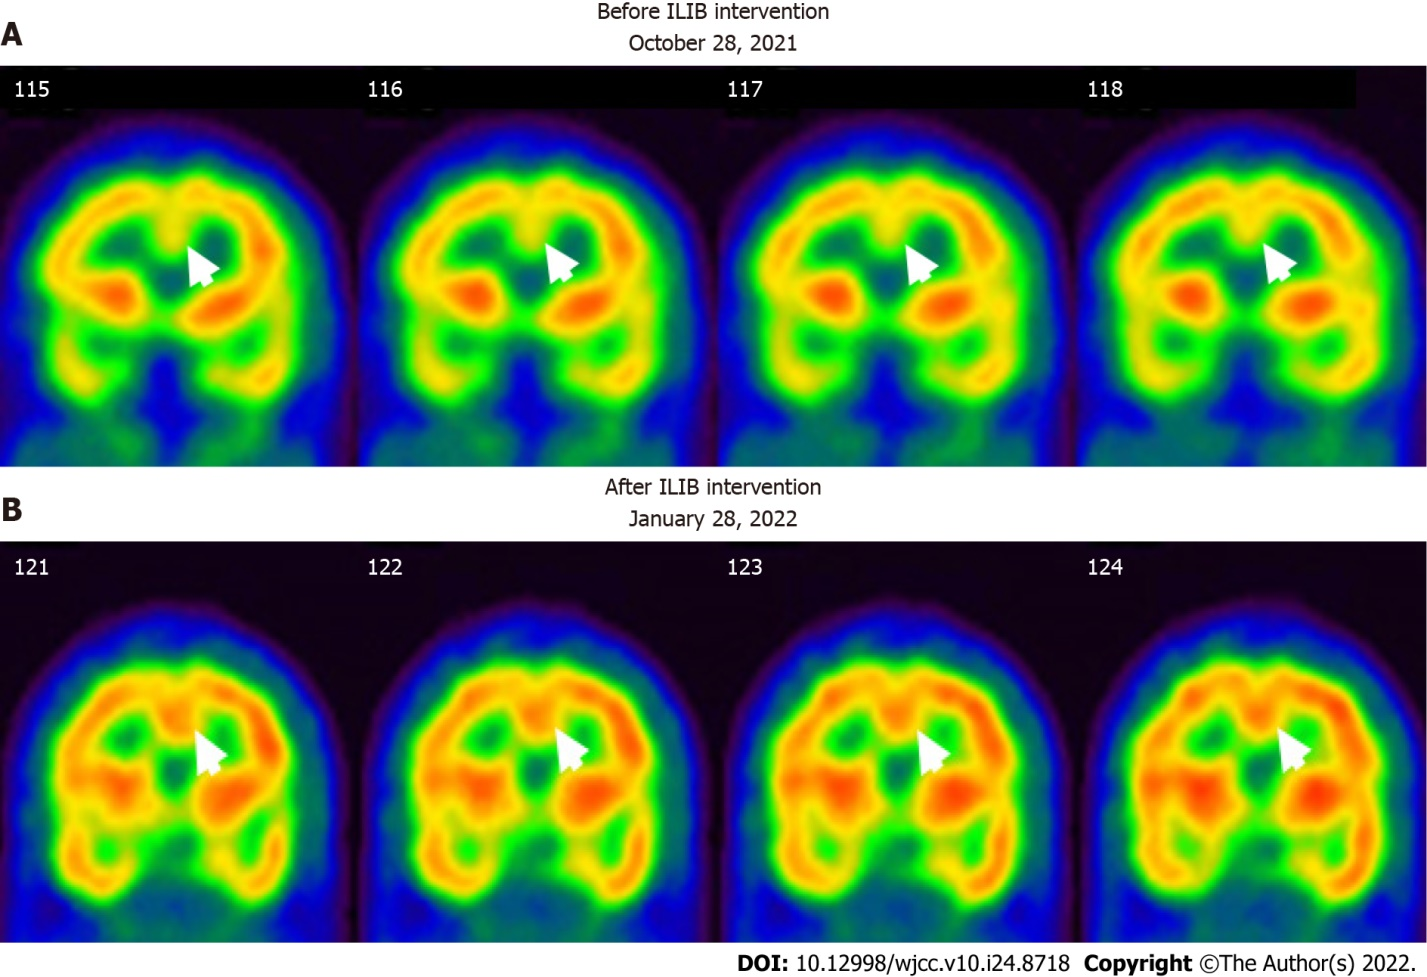 A
Before ILIB intervention
October 28, 2021
115 116 117 118
B
After ILIB intervention
January 28, 2022
121 122 123 124
DOI: 10.12998/wjcc.v10.i24.8718 Copyright ©The Author(s) 2022.